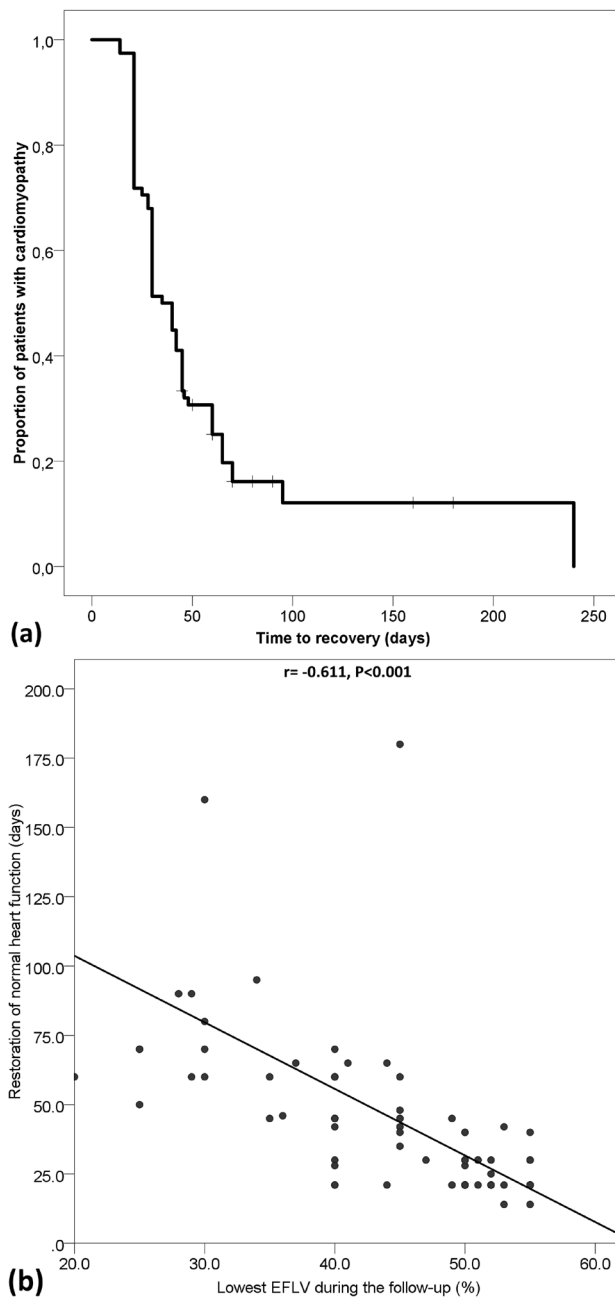 1,0
0,8
0,6
0,4
0,2
0,0
Proportion of patients with cardiomyopathy
0 50 100 150 200 250
Time to recovery (days)
(a)
r= -0.611, P<0.001
200.0
175.0
150.0
125.0
100.0
75.0
50.0
25.0
.0
Restoration of normal heart function (days)
20.0 30.0 40.0 50.0 60.0
Lowest EFLV during the follow-up (%)
(b)